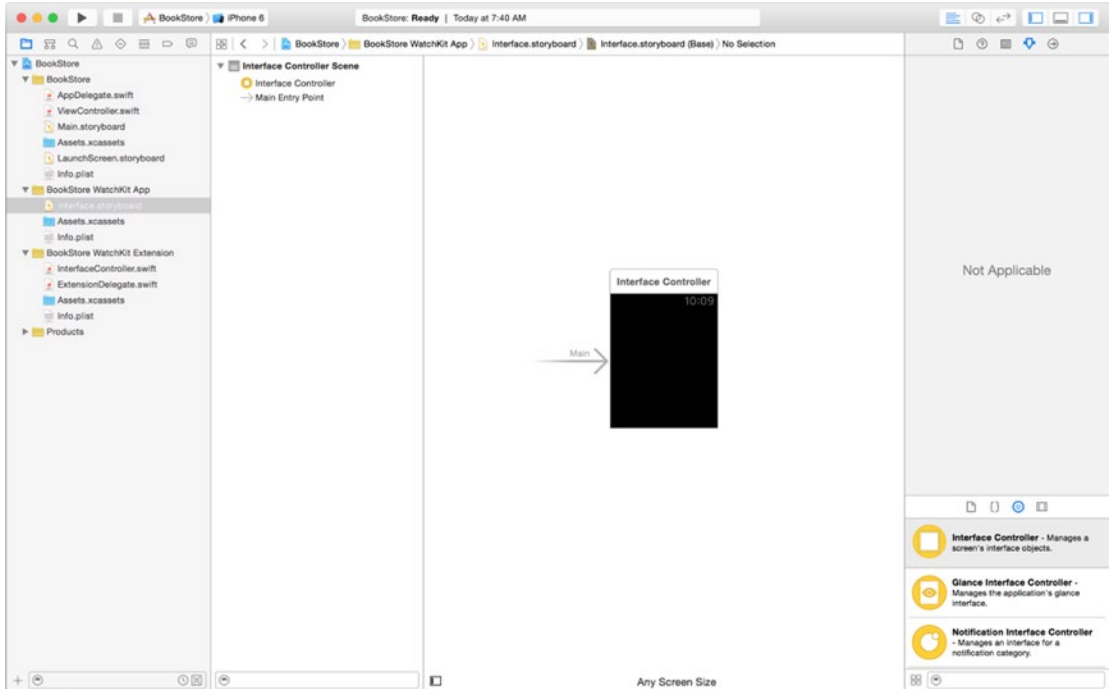 BookStore
iPhone 6
BookStore: Ready | Today at 7:40 AM
BookStore
BookStore WatchKit App
Interface.storyboard
Interface.storyboard (Base)
No Selection
BookStore
BookStore
AppDelegate.swift
ViewController.swift
Main.storyboard
Assets.xcassets
LaunchScreen.storyboard
Info.plist
BookStore WatchKit App
Interface.storyboard
Assets.xcassets
Info.plist
BookStore WatchKit Extension
InterfaceController.swift
ExtensionDelegate.swift
Assets.xcassets
Info.plist
Products
Interface Controller Scene
Interface Controller
Main Entry Point
Interface Controller
10:09
Main
Any Screen Size
Not Applicable
Interface Controller - Manages a
screen's interface objects.
Glance Interface Controller -
Manages the application's glance
interface.
Notification Interface Controller
- Manages an interface for a
notification category.